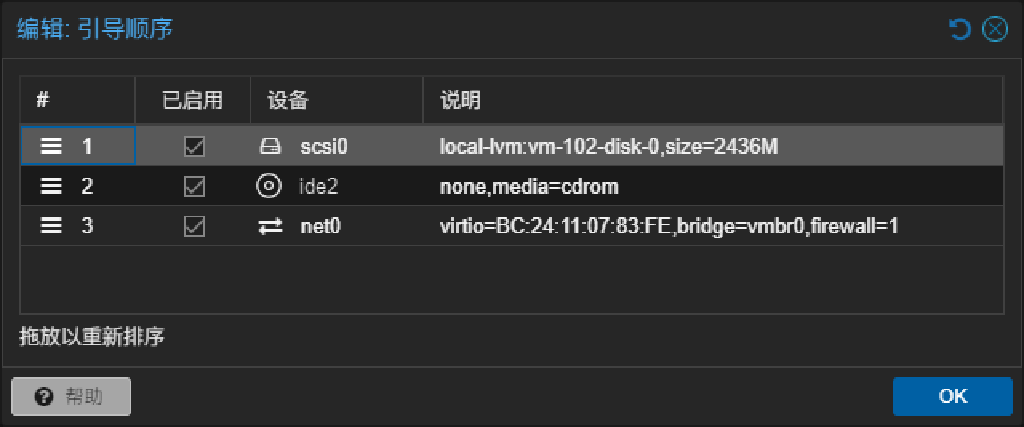 编辑: 引导顺序
# 已启用 设备 说明
1 scsi0 local-lvm:vm-102-disk-0,size=2436M
2 ide2 none,media=cdrom
3 net0 virtio=BC:24:11:07:83:FE,bridge=vmbr0,firewall=1
拖放以重新排序
帮助 OK